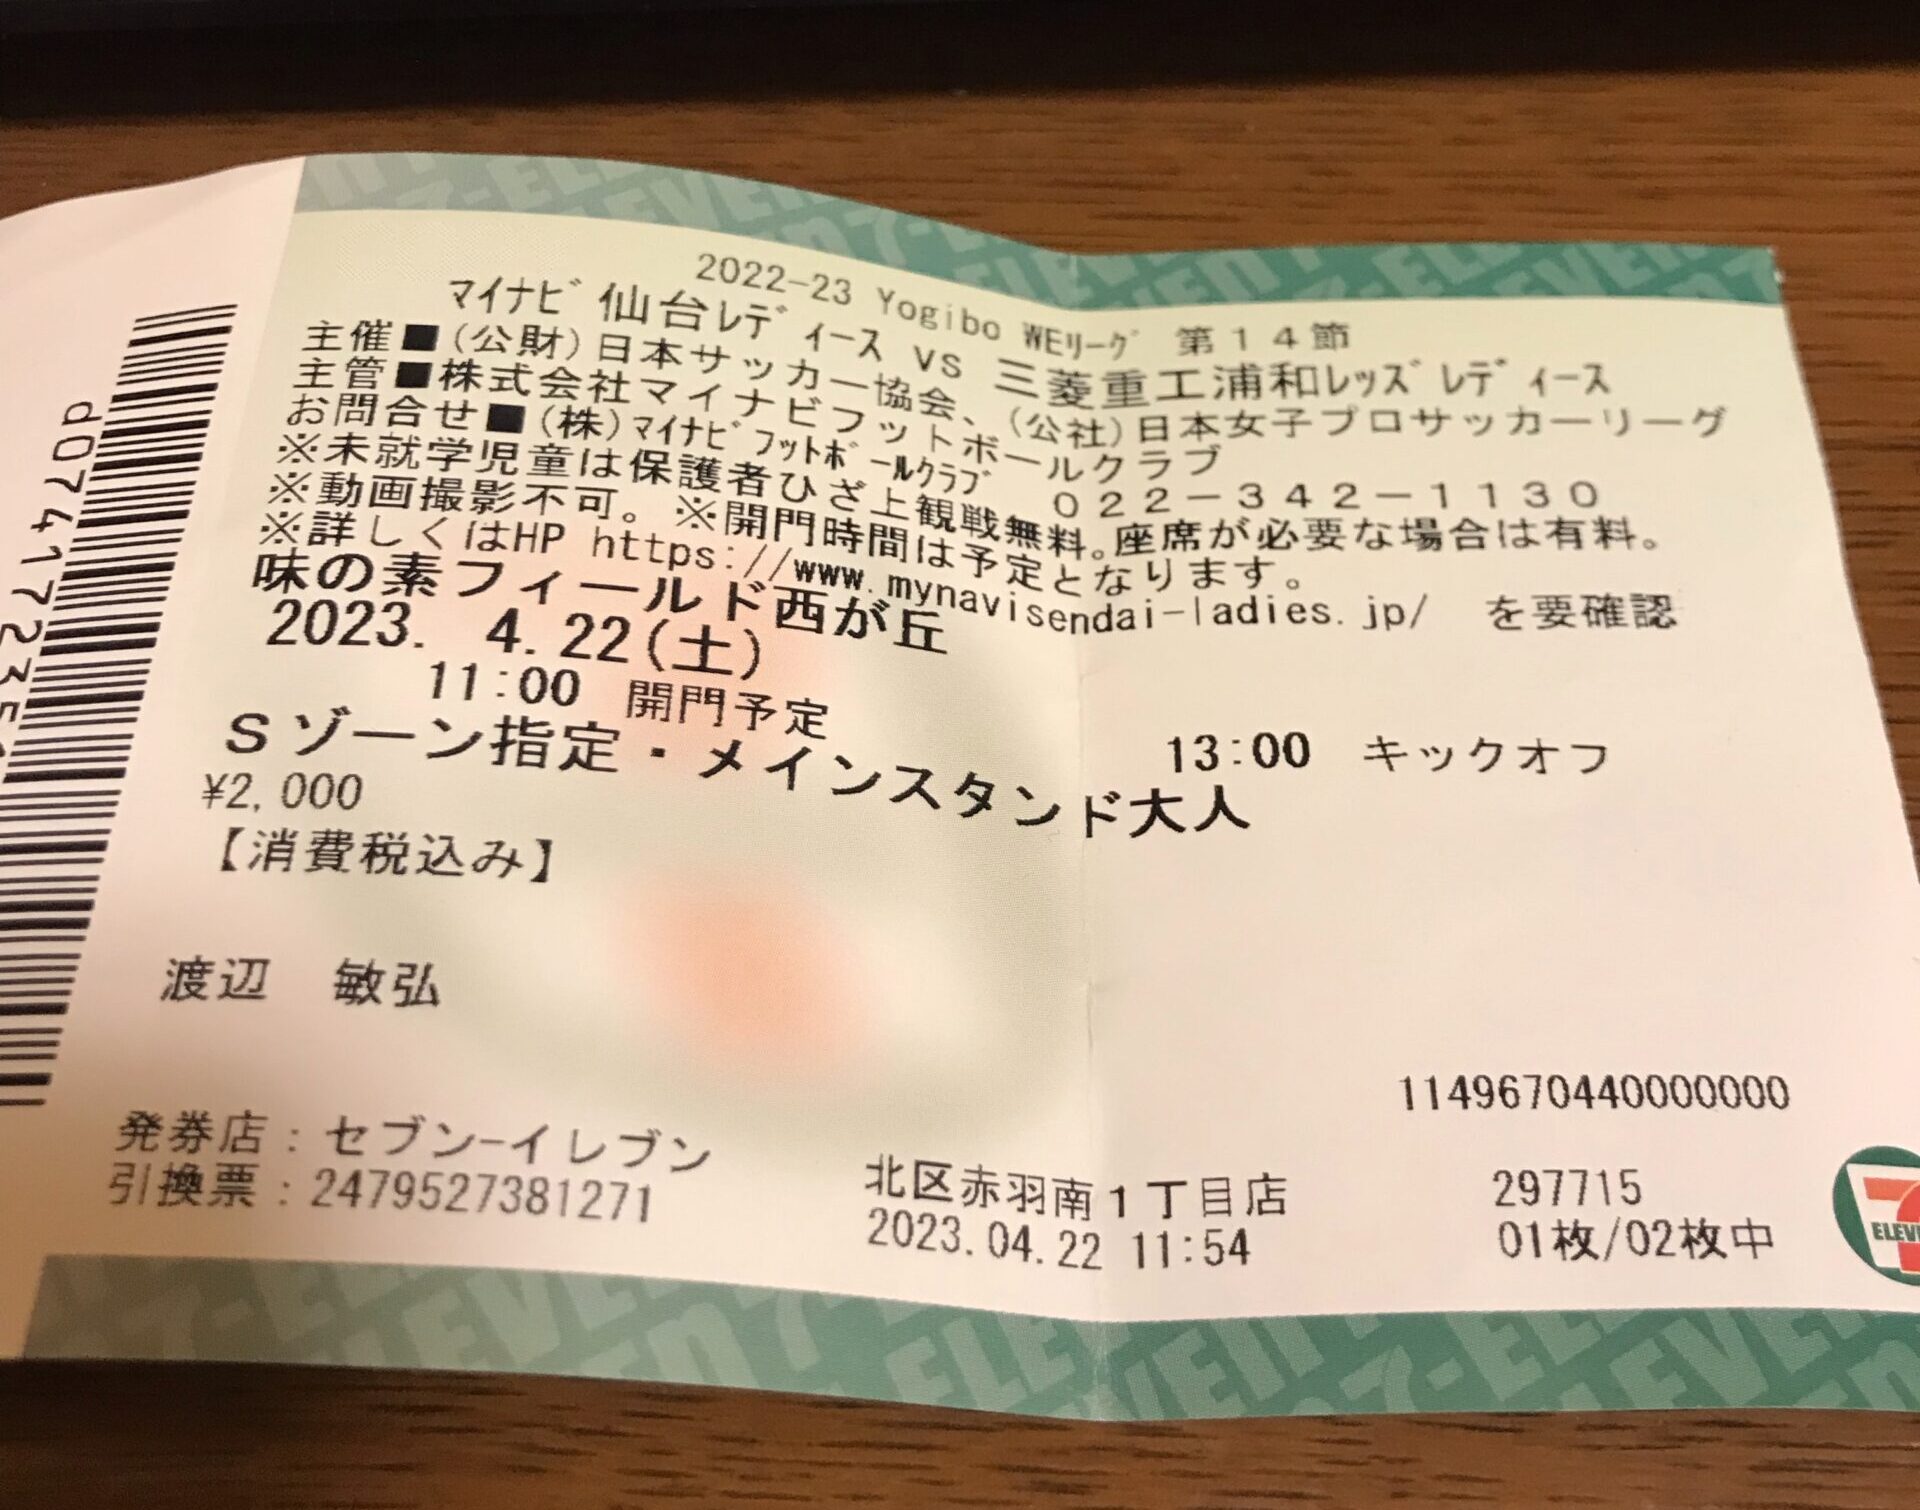 2022-23 Yogibo WEﾘｰｸﾞ 第１４節
ﾏｲﾅﾋﾞ仙台ﾚﾃﾞｨｰｽ VS 三菱重工浦和ﾚｯｽﾞﾚﾃﾞｨｰｽ
主催■(公財)日本サッカー協会、(公社)日本女子プロサッカーリーグ
主管■株式会社マイナビフットボールクラブ
お問合せ■(株)ﾏｲﾅﾋﾞﾌｯﾄﾎﾞｰﾙｸﾗﾌﾞ ０２２－３４２－１１３０
※未就学児童は保護者ひざ上観戦無料。座席が必要な場合は有料。
※動画撮影不可。※開門時間は予定となります。
※詳しくはHP https://www.mynavisendai-ladies.jp/ を要確認
味の素フィールド西が丘
2023. 4.22(土)
11:00 開門予定 13:00 キックオフ
Ｓゾーン指定・メインスタンド大人
¥2,000
【消費税込み】
渡辺 敏弘
1149670440000000
発券店：セブン-イレブン 北区赤羽南１丁目店 297715
引換票：2479527381271 2023.04.22 11:54 01枚/02枚中